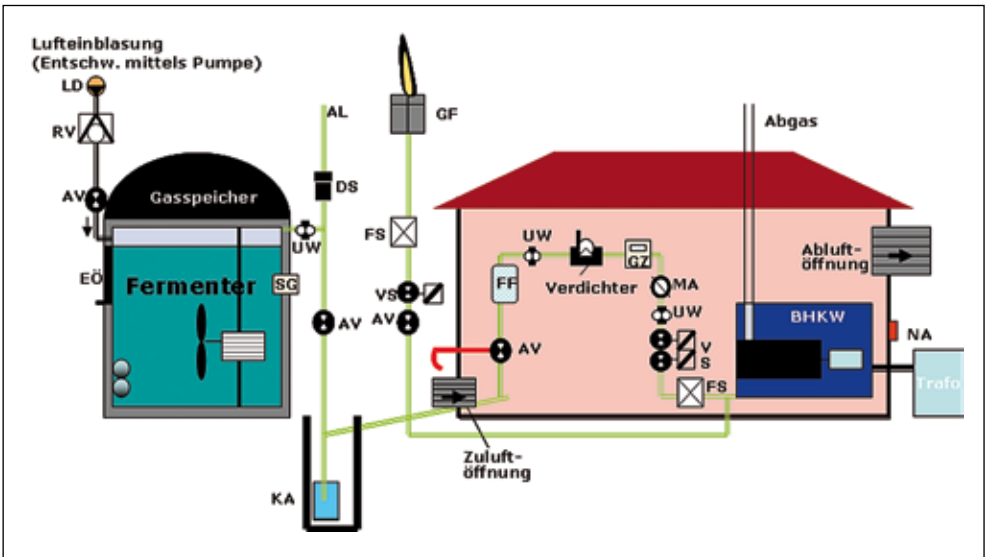 Lufteinblasung
(Entschw. mittels Pumpe)
LD
RV
AV
EÖ
Gasspeicher
Fermenter
SG
UW
AL
DS
AV
KA
GF
FS
VS
AV
Zuluft-
öffnung
AV
FF
UW
Verdichter
GZ
MA
UW
V
S
FS
Abgas
BHKW
Abluft-
öffnung
NA
Trafo